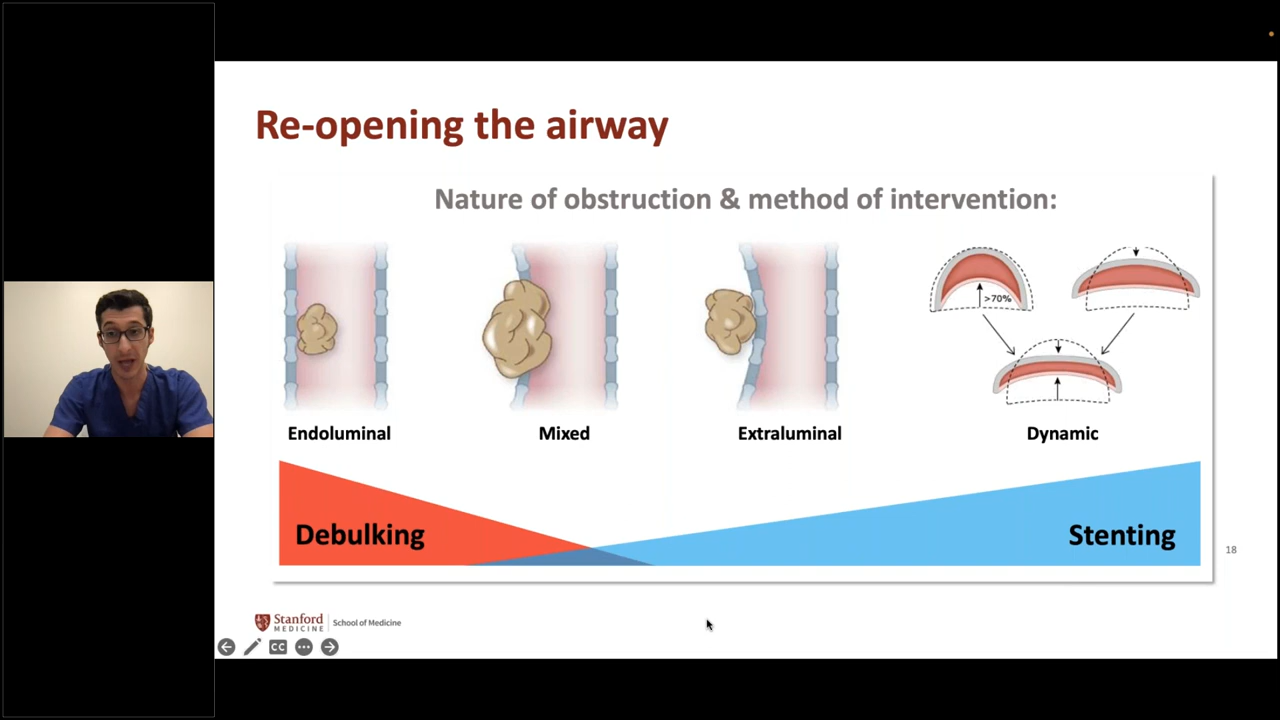 Re-opening the airway
Nature of obstruction & method of intervention:
>70%
Endoluminal
Mixed
Extraluminal
Dynamic
Debulking
Stenting
18
Stanford
MEDICINE
School of Medicine
CC